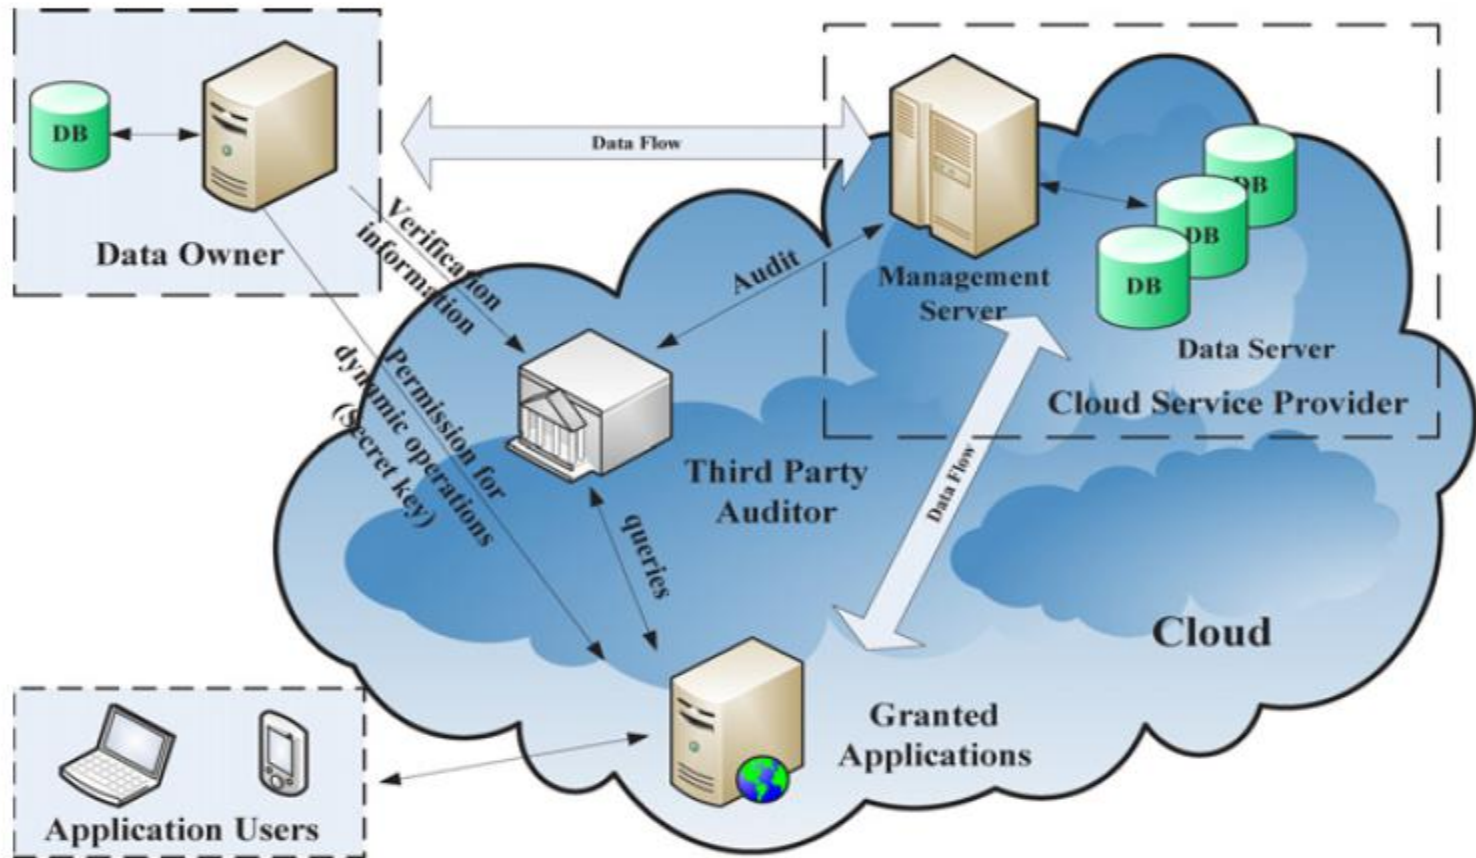 DB
Data Owner
Data Flow
Verification
information
Permission for
dynamic operations
(Secret key)
Audit
Management
Server
DB
DB
DB
Data Server
Cloud Service Provider
Third Party
Auditor
queries
Data Flow
Cloud
Granted
Applications
Application Users